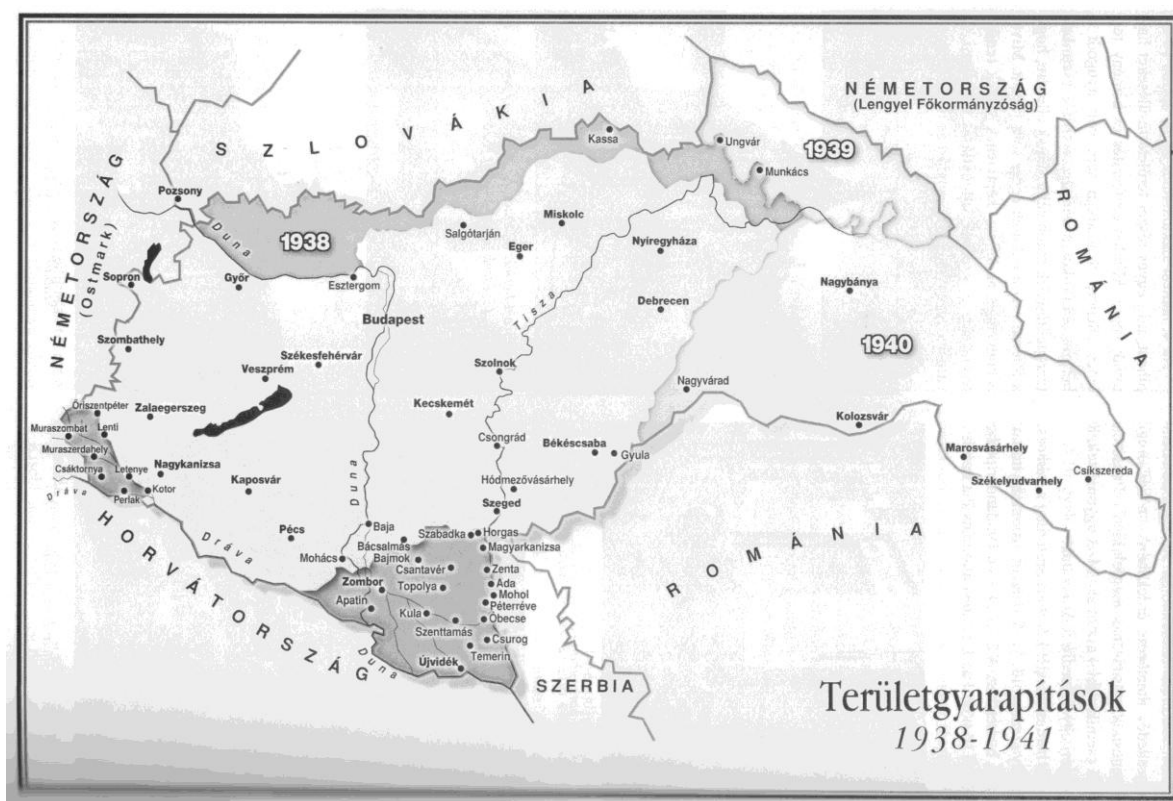 NÉMETORSZÁG
(Lengyel Főkormányzóság)
SZLOVÁKIA
Kassa
Ungvár
1939
Munkács
ROMÁNIA
NÉMETORSZÁG
(Ostmark)
Pozsony
Duna
1938
Salgótarján
Miskolc
Eger
Nyíregyháza
Sopron
Győr
Esztergom
Tisza
Nagybánya
Debrecen
Budapest
1940
Szombathely
Székesfehérvár
Veszprém
Szolnok
Nagyvárad
Őriszentpéter
Zalaegerszeg
Kecskemét
Kolozsvár
Muraszombat
Lenti
Muraszerdahely
Csongrád
Békéscsaba
Gyula
Marosvásárhely
Csáktornya
Letenye
Nagykanizsa
Székelyudvarhely
Csíkszereda
Dráva
Perlak
Kotor
Kaposvár
Duna
Hódmezővásárhely
Szeged
HORVÁTORSZÁG
Dráva
Pécs
Baja
Szabadka
Horgas
ROMÁNIA
Bácsalmás
Magyarkanizsa
Mohács
Bajmok
Csantavér
Zenta
Zombor
Topolya
Ada
Mohol
Apatin
Péterréve
Kula
Óbecse
Szenttamás
Csurog
Temerin
Duna
Újvidék
SZERBIA
Területgyarapítások
1938-1941